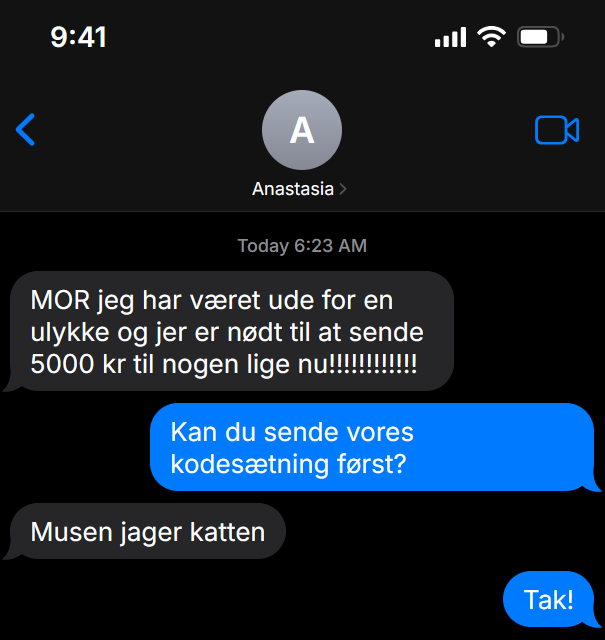 9:41
A
Anastasia
Today 6:23 AM
MOR jeg har været ude for en
ulykke og jer er nødt til at sende
5000 kr til nogen lige nu!!!!!!!!!!!!
Kan du sende vores
kodesætning først?
Musen jager katten
Tak!